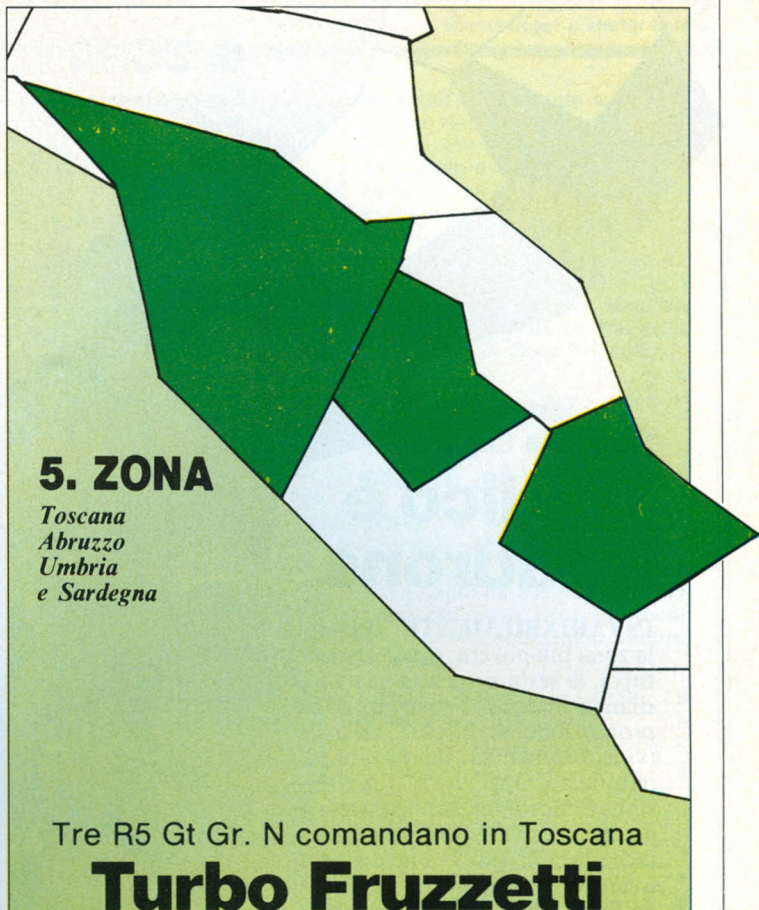 5. ZONA
Toscana
Abruzzo
Umbria
e Sardegna
Tre R5 Gt Gr. N comandano in Toscana
Turbo Fruzzetti